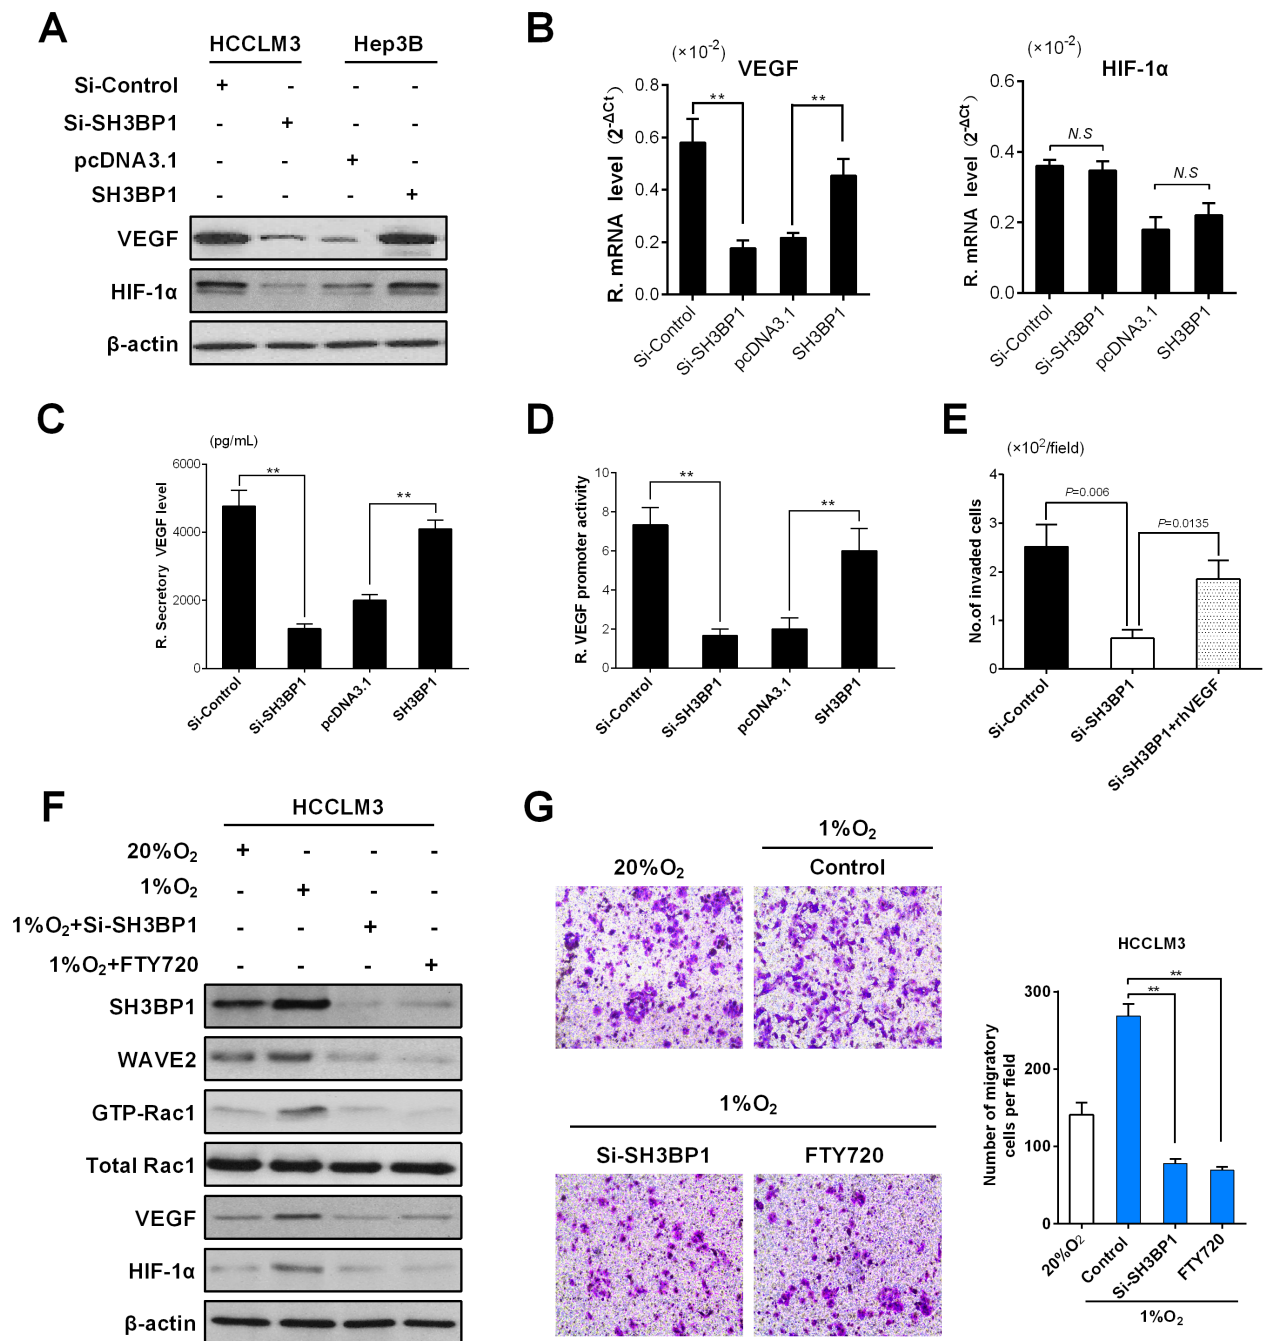 A
HCCLM3 Hep3B
Si-Control + - - -
Si-SH3BP1 - + - -
pcDNA3.1 - - + -
SH3BP1 - - - +
VEGF
HIF-1α
β-actin
B
(×10-2)
VEGF
R. mRNA level (2-ΔCt)
0.8
0.6
0.4
0.2
0.0
** **
Si-Control
Si-SH3BP1
pcDNA3.1
SH3BP1
(×10-2)
HIF-1α
R. mRNA level (2-ΔCt)
0.6
0.4
0.2
0.0
N.S N.S
Si-Control
Si-SH3BP1
pcDNA3.1
SH3BP1
C
(pg/mL)
R. Secretory VEGF level
6000
4000
2000
0
** **
Si-Control
Si-SH3BP1
pcDNA3.1
SH3BP1
D
R. VEGF promoter activity
10
8
6
4
2
0
** **
Si-Control
Si-SH3BP1
pcDNA3.1
SH3BP1
E
(×10²/field)
No.of invaded cells
4
3
2
1
0
P=0.006
P=0.0135
Si-Control
Si-SH3BP1
Si-SH3BP1+rhVEGF
F
HCCLM3
20%O₂ + - - -
1%O₂ - + - -
1%O₂+Si-SH3BP1 - - + -
1%O₂+FTY720 - - - +
SH3BP1
WAVE2
GTP-Rac1
Total Rac1
VEGF
HIF-1α
β-actin
G
1%O₂
20%O₂ Control
1%O₂
Si-SH3BP1 FTY720
HCCLM3
Number of migratory
cells per field
300
200
100
0
** **
20%O₂
Control
Si-SH3BP1
FTY720
1%O₂